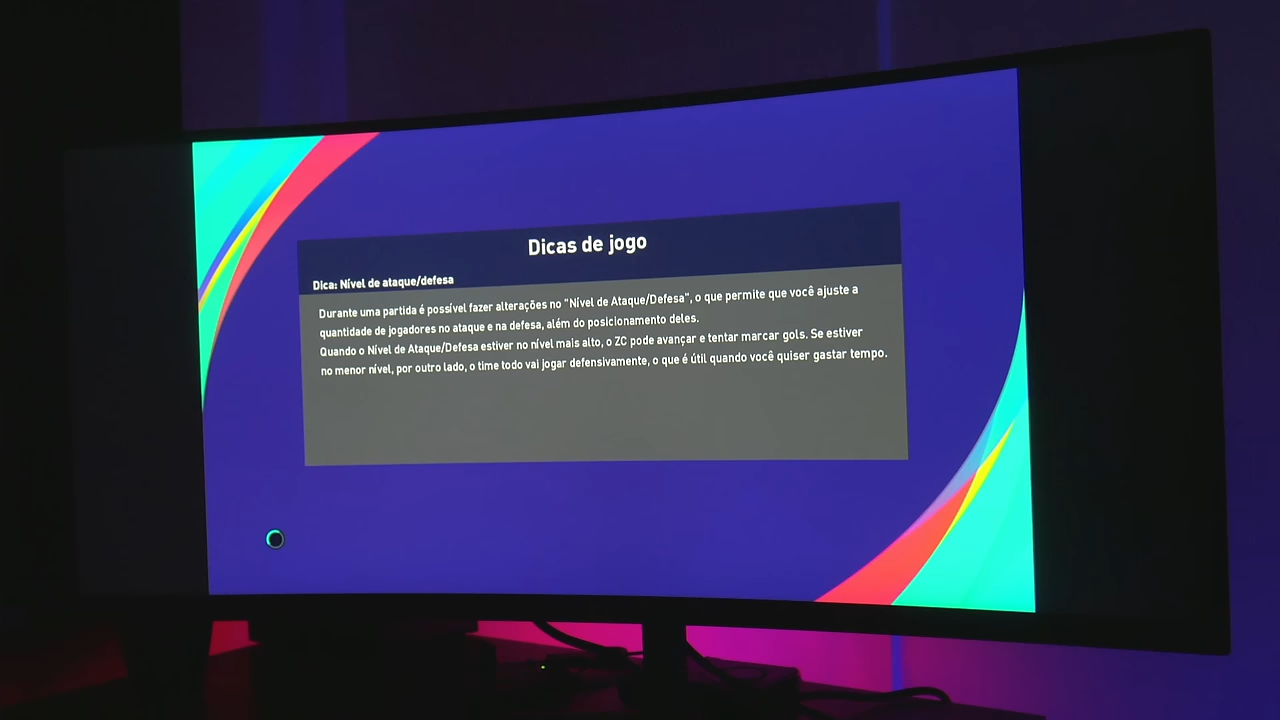 Dicas de jogo
Dica: Nível de ataque/defesa
Durante uma partida é possível fazer alterações no "Nível de Ataque/Defesa", o que permite que você ajuste a
quantidade de jogadores no ataque e na defesa, além do posicionamento deles.
Quando o Nível de Ataque/Defesa estiver no nível mais alto, o ZC pode avançar e tentar marcar gols. Se estiver
no menor nível, por outro lado, o time todo vai jogar defensivamente, o que é útil quando você quiser gastar tempo.